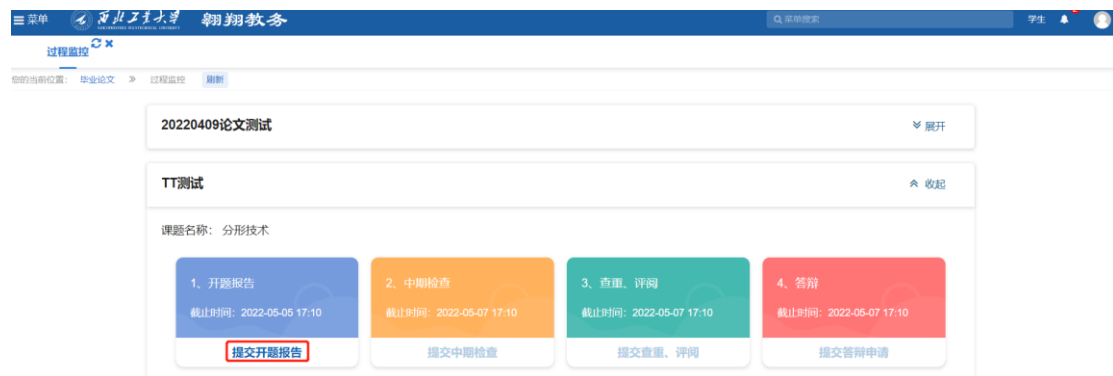 菜单 西北工业大学 翱翔教务 菜单搜索 学生
过程监控
您的当前位置: 毕业论文 » 过程监控 刷新
20220409论文测试 展开
TT测试 收起
课题名称: 分形技术
1、开题报告 2、中期检查 3、查重、评阅 4、答辩
截止时间: 2022-05-05 17:10 截止时间: 2022-05-07 17:10 截止时间: 2022-05-07 17:10 截止时间: 2022-05-07 17:10
提交开题报告 提交中期检查 提交查重、评阅 提交答辩申请